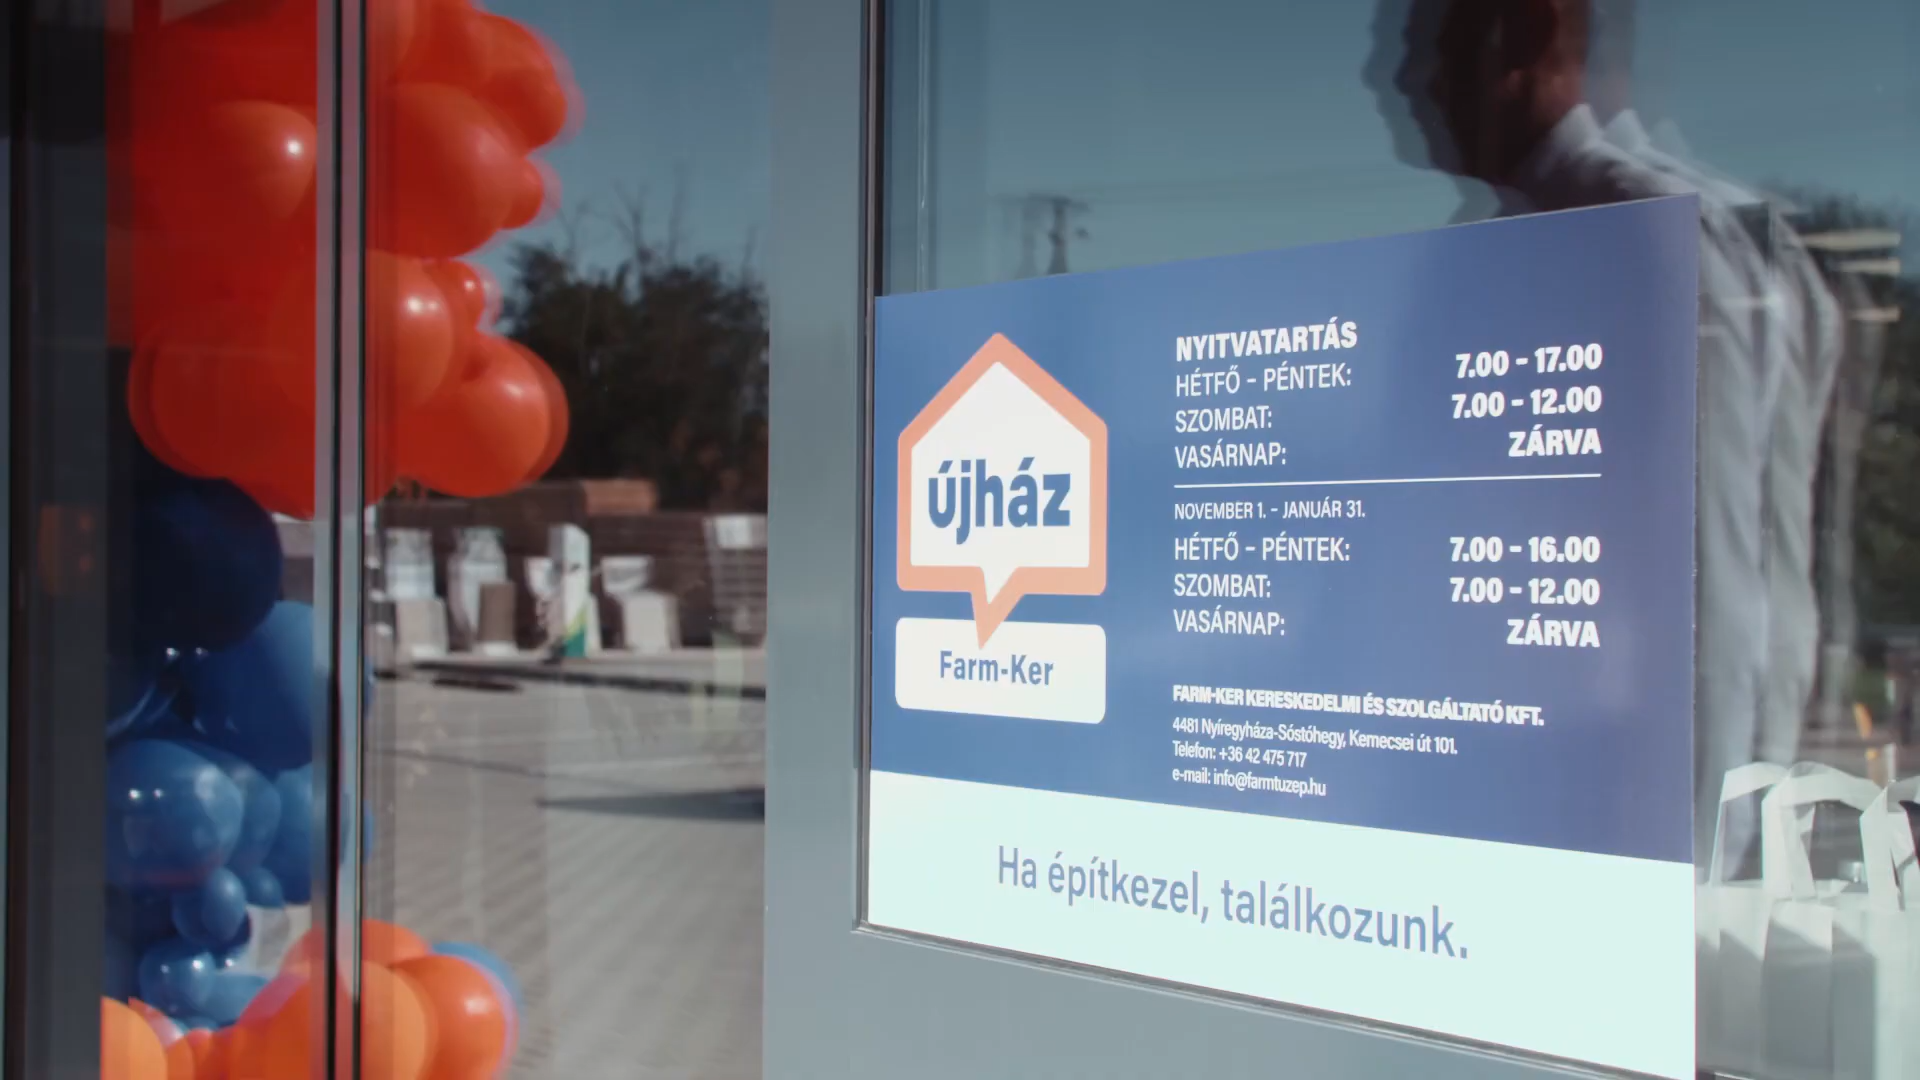 újház
Farm-Ker
NYITVATARTÁS
HÉTFŐ - PÉNTEK: 7.00 - 17.00
SZOMBAT: 7.00 - 12.00
VASÁRNAP: ZÁRVA
NOVEMBER 1. - JANUÁR 31.
HÉTFŐ - PÉNTEK: 7.00 - 16.00
SZOMBAT: 7.00 - 12.00
VASÁRNAP: ZÁRVA
FARM-KER KERESKEDELMI ÉS SZOLGÁLTATÓ KFT.
4481 Nyíregyháza-Sóstóhegy, Kemecsei út 101.
Telefon: +36 42 475 717
e-mail: info@farmtuzep.hu
Ha építkezel, találkozunk.